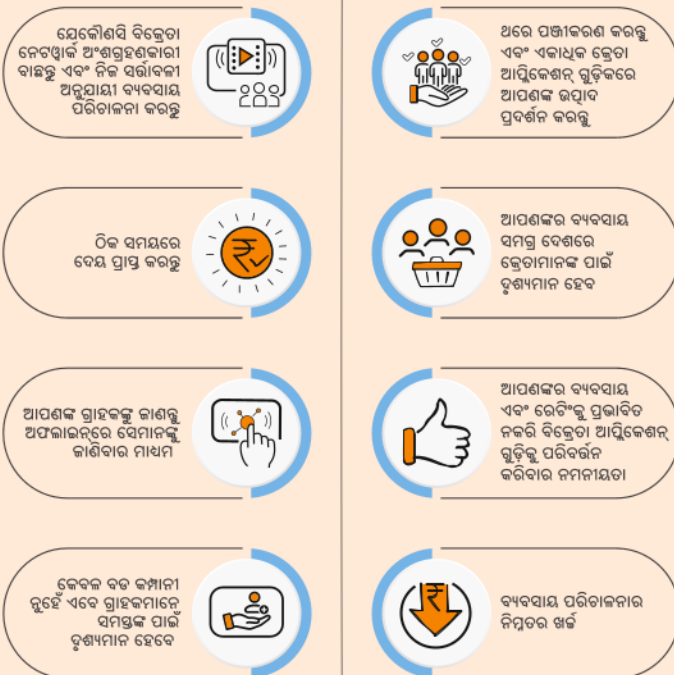 ଯେକୌଣସି ବିକ୍ରେତା
ନେଟୱାର୍କ ଅଂଶଗ୍ରହଣକାରୀ
ବାଛନ୍ତୁ ଏବଂ ନିଜ ସର୍ତ୍ତାବଳୀ
ଅନୁଯାୟୀ ବ୍ୟବସାୟ
ପରିଚାଳନା କରନ୍ତୁ
ଥରେ ପଞ୍ଜୀକରଣ କରନ୍ତୁ
ଏବଂ ଏକାଧିକ କ୍ରେତା
ଆପ୍ଲିକେଶନ୍ ଗୁଡ଼ିକରେ
ଆପଣଙ୍କ ଉତ୍ପାଦ
ପ୍ରଦର୍ଶନ କରନ୍ତୁ
ଠିକ ସମୟରେ
ଦେୟ ପ୍ରାପ୍ତ କରନ୍ତୁ
ଆପଣଙ୍କର ବ୍ୟବସାୟ
ସମଗ୍ର ଦେଶରେ
କ୍ରେତାମାନଙ୍କ ପାଇଁ
ଦୃଶ୍ୟମାନ ହେବ
ଆପଣଙ୍କ ଗ୍ରାହକଙ୍କୁ ଜାଣନ୍ତୁ
ଅଫଲାଇନ୍‌ରେ ସେମାନଙ୍କୁ
ଜାଣିବାର ମାଧ୍ୟମ
ଆପଣଙ୍କର ବ୍ୟବସାୟ
ଏବଂ ରେଟିଂକୁ ପ୍ରଭାବିତ
ନକରି ବିକ୍ରେତା ଆପ୍ଲିକେଶନ୍
ଗୁଡ଼ିକୁ ପରିବର୍ତ୍ତନ
କରିବାର ନମନୀୟତା
କେବଳ ବଡ କମ୍ପାନୀ
ନୁହେଁ ଏବେ ଗ୍ରାହକମାନେ
ସମସ୍ତଙ୍କ ପାଇଁ
ଦୃଶ୍ୟମାନ ହେବେ
ବ୍ୟବସାୟ ପରିଚାଳନାର
ନିମ୍ନତର ଖର୍ଚ୍ଚ